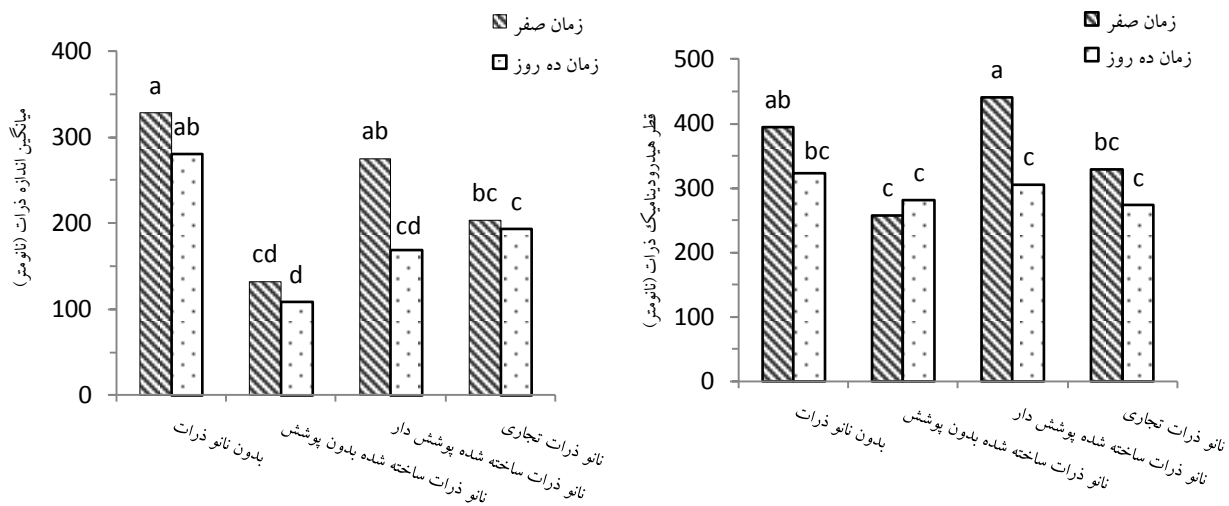 زمان صفر
زمان ده روز
میانگین اندازه ذرات (نانومتر)
400
300
200
100
0
a
ab
cd
d
ab
cd
bc
c
بدون نانو ذرات
نانو ذرات ساخته شده بدون پوشش
نانو ذرات ساخته شده پوشش دار
نانو ذرات تجاری
زمان صفر
زمان ده روز
قطر هیدرودینامیک ذرات (نانومتر)
500
400
300
200
100
0
ab
bc
c
c
a
c
bc
c
بدون نانو ذرات
نانو ذرات ساخته شده بدون پوشش
نانو ذرات ساخته شده پوشش دار
نانو ذرات تجاری